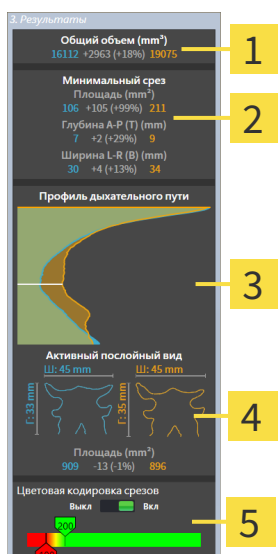 3. Результаты
Общий объем (mm³)
16112 +2963 (+18%) 19075
1
Минимальный срез
Площадь (mm²)
106 +105 (+99%) 211
Глубина A-P (T) (mm)
7 +2 (+29%) 9
Ширина L-R (B) (mm)
30 +4 (+13%) 34
2
Профиль дыхательного пути
3
Активный послойный вид
Ш: 45 mm Ш: 45 mm
Г: 33 mm Г: 35 mm
4
Площадь (mm²)
909 -13 (-1%) 896
Цветовая кодировка срезов
Выкл Вкл
5
200